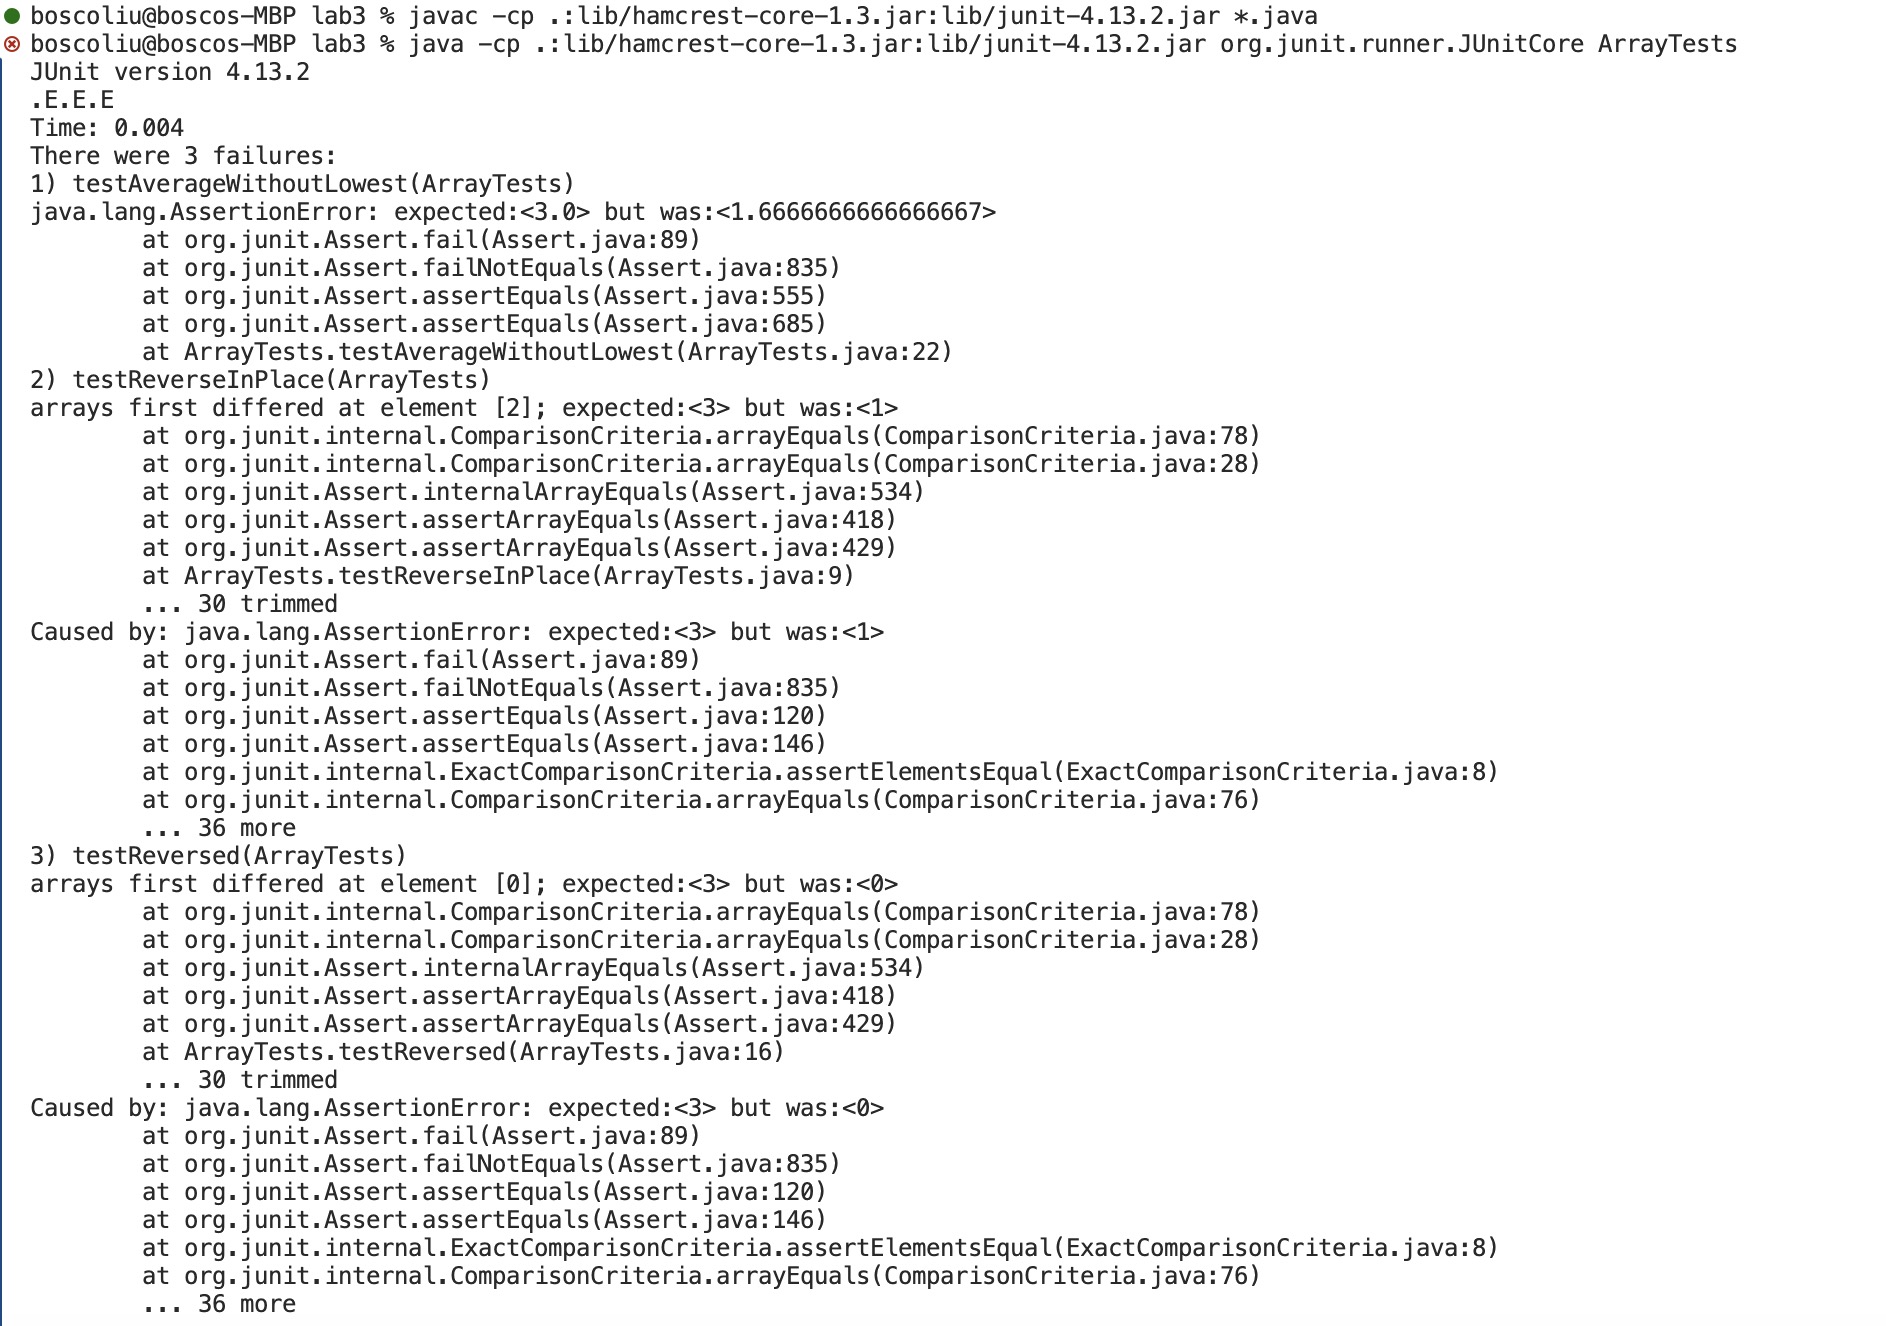 boscoliu@boscos-MBP lab3 % javac -cp .:lib/hamcrest-core-1.3.jar:lib/junit-4.13.2.jar *.java
boscoliu@boscos-MBP lab3 % java -cp .:lib/hamcrest-core-1.3.jar:lib/junit-4.13.2.jar org.junit.runner.JUnitCore ArrayTests
JUnit version 4.13.2
.E.E.E
Time: 0.004
There were 3 failures:
1) testAverageWithoutLowest(ArrayTests)
java.lang.AssertionError: expected:<3.0> but was:<1.6666666666666667>
        at org.junit.Assert.fail(Assert.java:89)
        at org.junit.Assert.failNotEquals(Assert.java:835)
        at org.junit.Assert.assertEquals(Assert.java:555)
        at org.junit.Assert.assertEquals(Assert.java:685)
        at ArrayTests.testAverageWithoutLowest(ArrayTests.java:22)
2) testReverseInPlace(ArrayTests)
arrays first differed at element [2]; expected:<3> but was:<1>
        at org.junit.internal.ComparisonCriteria.arrayEquals(ComparisonCriteria.java:78)
        at org.junit.internal.ComparisonCriteria.arrayEquals(ComparisonCriteria.java:28)
        at org.junit.Assert.internalArrayEquals(Assert.java:534)
        at org.junit.Assert.assertArrayEquals(Assert.java:418)
        at org.junit.Assert.assertArrayEquals(Assert.java:429)
        at ArrayTests.testReverseInPlace(ArrayTests.java:9)
        ... 30 trimmed
Caused by: java.lang.AssertionError: expected:<3> but was:<1>
        at org.junit.Assert.fail(Assert.java:89)
        at org.junit.Assert.failNotEquals(Assert.java:835)
        at org.junit.Assert.assertEquals(Assert.java:120)
        at org.junit.Assert.assertEquals(Assert.java:146)
        at org.junit.internal.ExactComparisonCriteria.assertElementsEqual(ExactComparisonCriteria.java:8)
        at org.junit.internal.ComparisonCriteria.arrayEquals(ComparisonCriteria.java:76)
        ... 36 more
3) testReversed(ArrayTests)
arrays first differed at element [0]; expected:<3> but was:<0>
        at org.junit.internal.ComparisonCriteria.arrayEquals(ComparisonCriteria.java:78)
        at org.junit.internal.ComparisonCriteria.arrayEquals(ComparisonCriteria.java:28)
        at org.junit.Assert.internalArrayEquals(Assert.java:534)
        at org.junit.Assert.assertArrayEquals(Assert.java:418)
        at org.junit.Assert.assertArrayEquals(Assert.java:429)
        at ArrayTests.testReversed(ArrayTests.java:16)
        ... 30 trimmed
Caused by: java.lang.AssertionError: expected:<3> but was:<0>
        at org.junit.Assert.fail(Assert.java:89)
        at org.junit.Assert.failNotEquals(Assert.java:835)
        at org.junit.Assert.assertEquals(Assert.java:120)
        at org.junit.Assert.assertEquals(Assert.java:146)
        at org.junit.internal.ExactComparisonCriteria.assertElementsEqual(ExactComparisonCriteria.java:8)
        at org.junit.internal.ComparisonCriteria.arrayEquals(ComparisonCriteria.java:76)
        ... 36 more